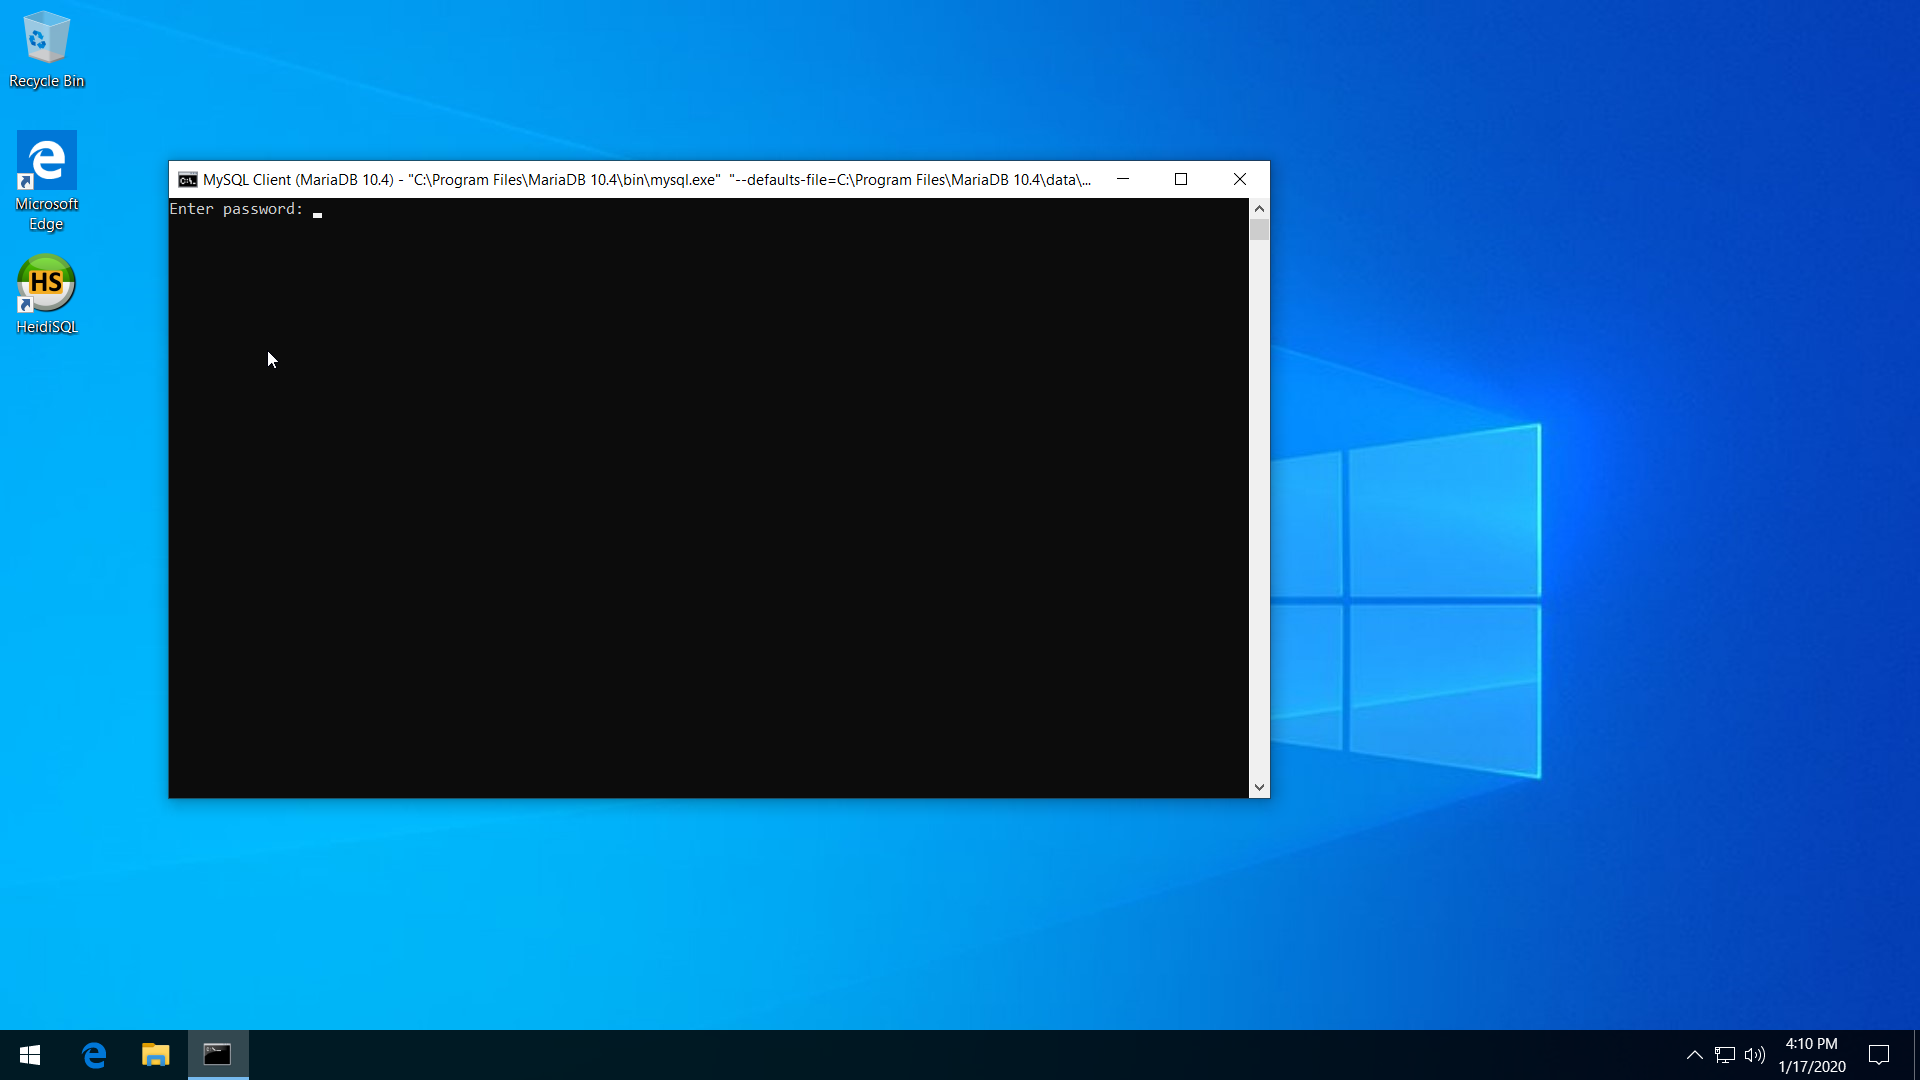 Recycle Bin
Microsoft
Edge
HS
HeidiSQL
MySQL Client (MariaDB 10.4) - "C:\Program Files\MariaDB 10.4\bin\mysql.exe"  "--defaults-file=C:\Program Files\MariaDB 10.4\data\...
Enter password:
4:10 PM
1/17/2020